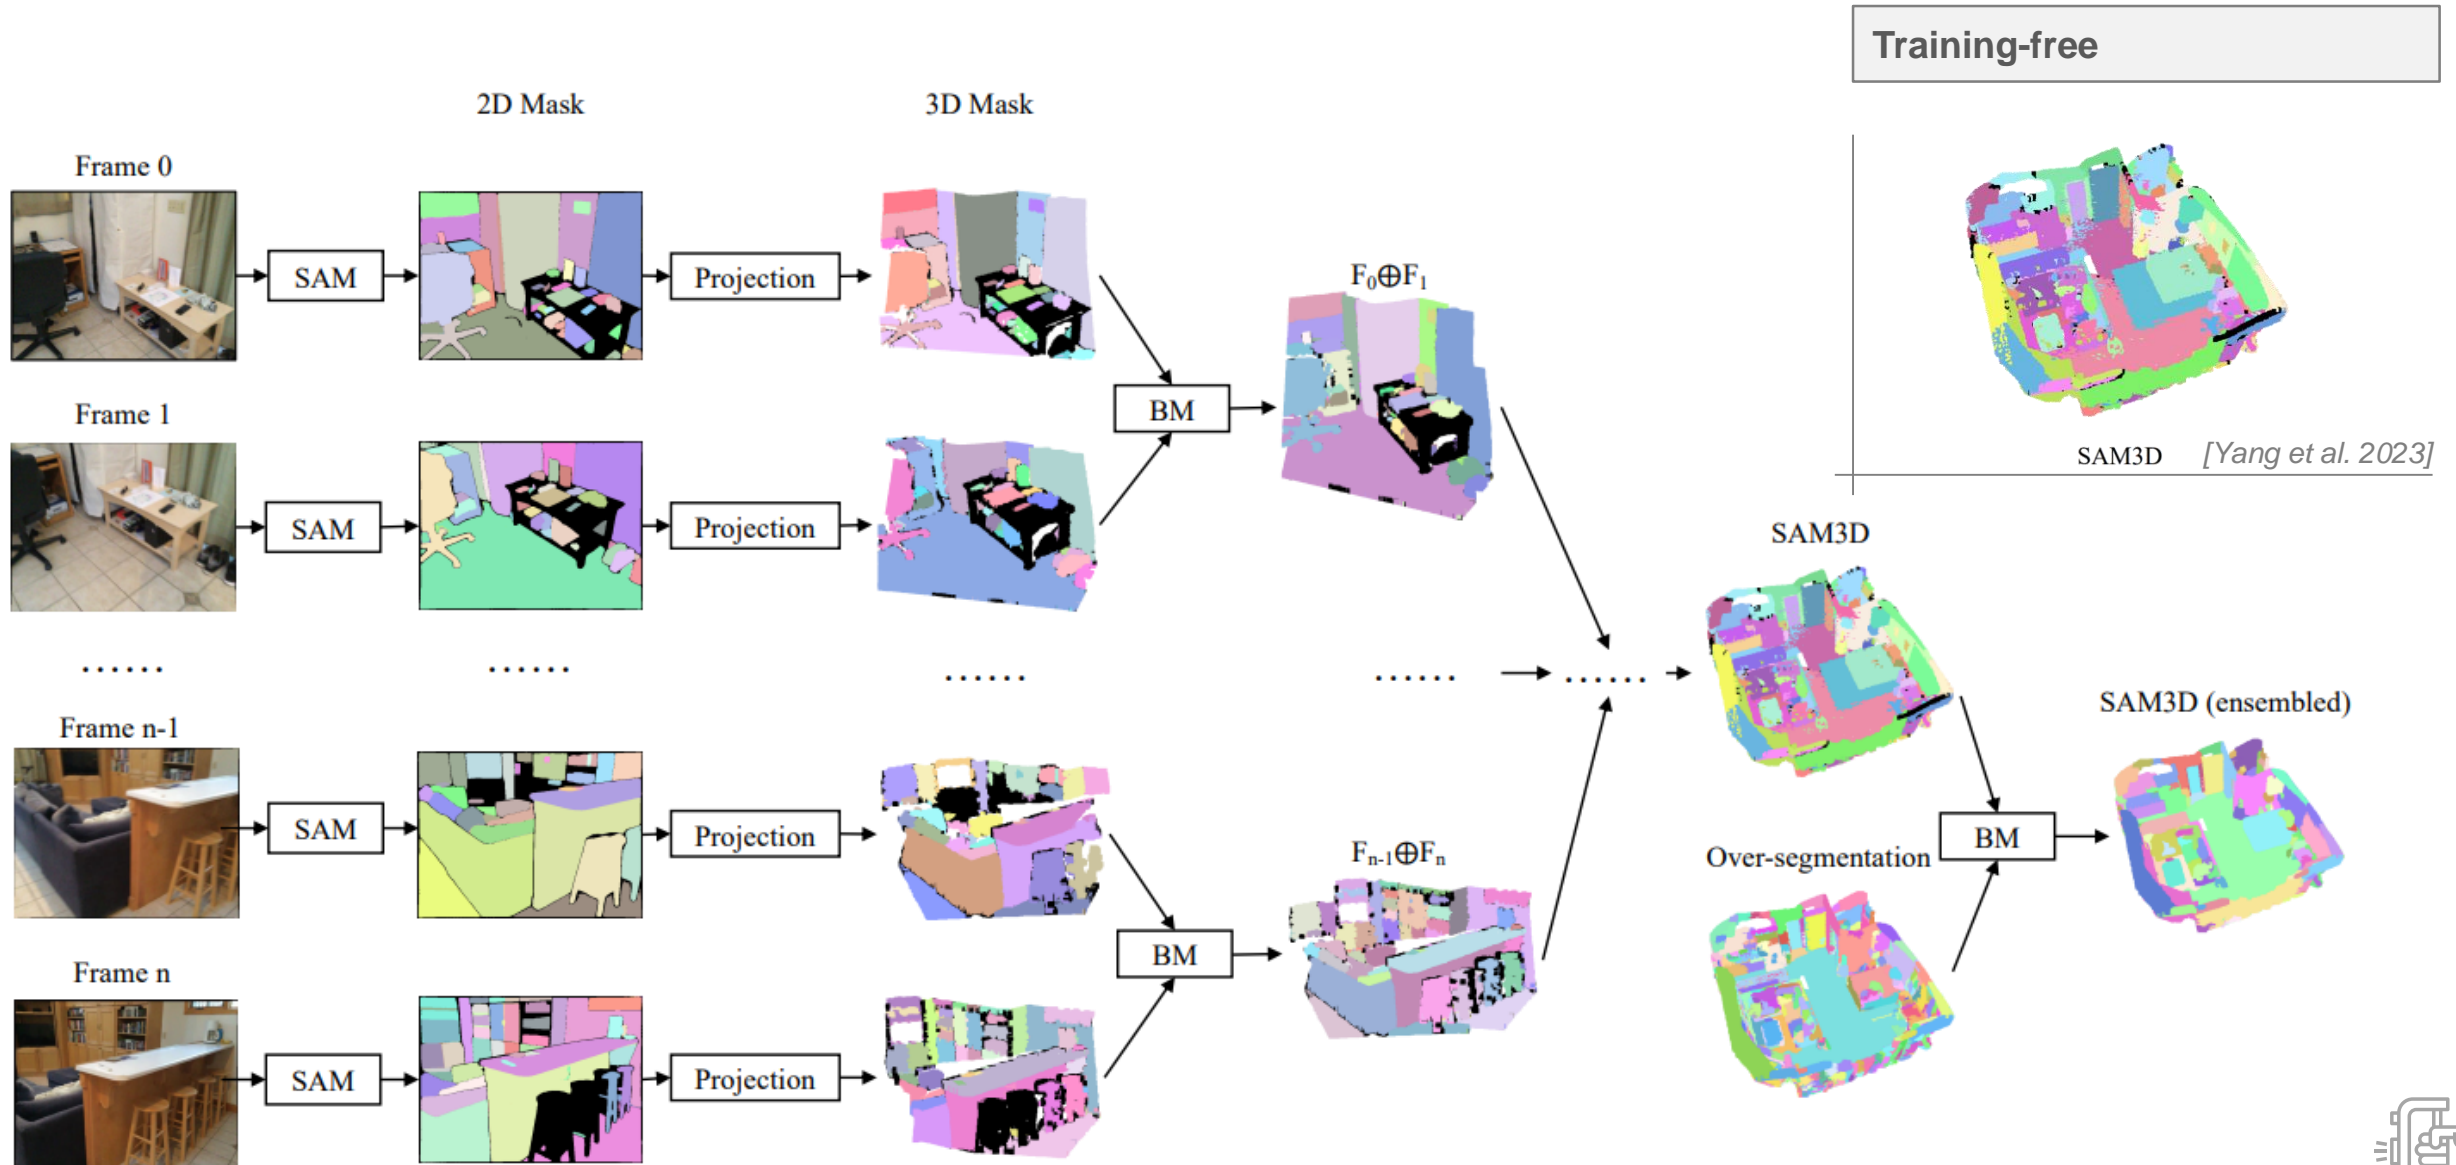 Training-free
2D Mask
3D Mask
Frame 0
SAM
Projection
F₀⊕F₁
Frame 1
BM
SAM3D
[Yang et al. 2023]
SAM
Projection
SAM3D
......
......
......
......
......
Frame n-1
SAM3D (ensembled)
SAM
Projection
BM
Over-segmentation
Fₙ₋₁⊕Fₙ
Frame n
BM
SAM
Projection